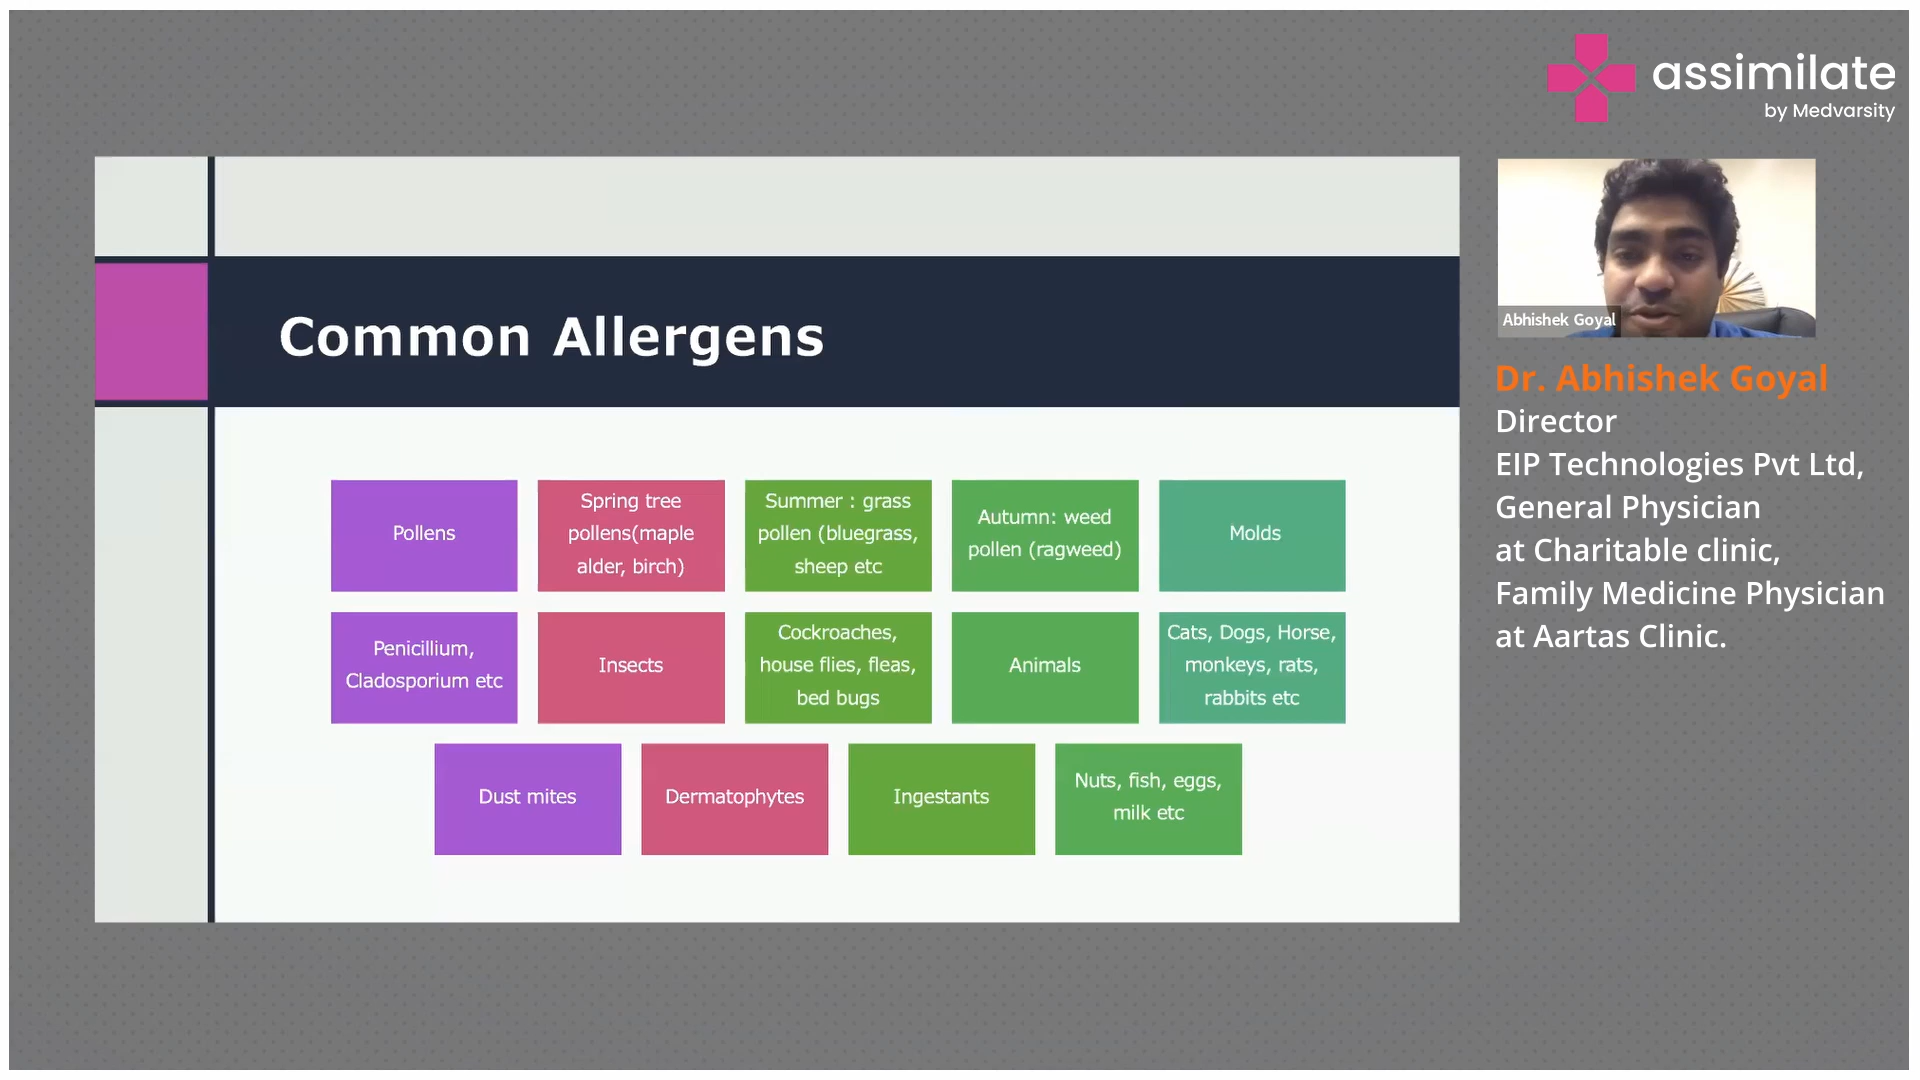 assimilate
by Medvarsity
Common Allergens
Pollens
Spring tree
pollens(maple
alder, birch)
Summer : grass
pollen (bluegrass,
sheep etc
Autumn: weed
pollen (ragweed)
Molds
Penicillium,
Cladosporium etc
Insects
Cockroaches,
house flies, fleas,
bed bugs
Animals
Cats, Dogs, Horse,
monkeys, rats,
rabbits etc
Dust mites
Dermatophytes
Ingestants
Nuts, fish, eggs,
milk etc
Abhishek Goyal
Dr. Abhishek Goyal
Director
EIP Technologies Pvt Ltd,
General Physician
at Charitable clinic,
Family Medicine Physician
at Aartas Clinic.